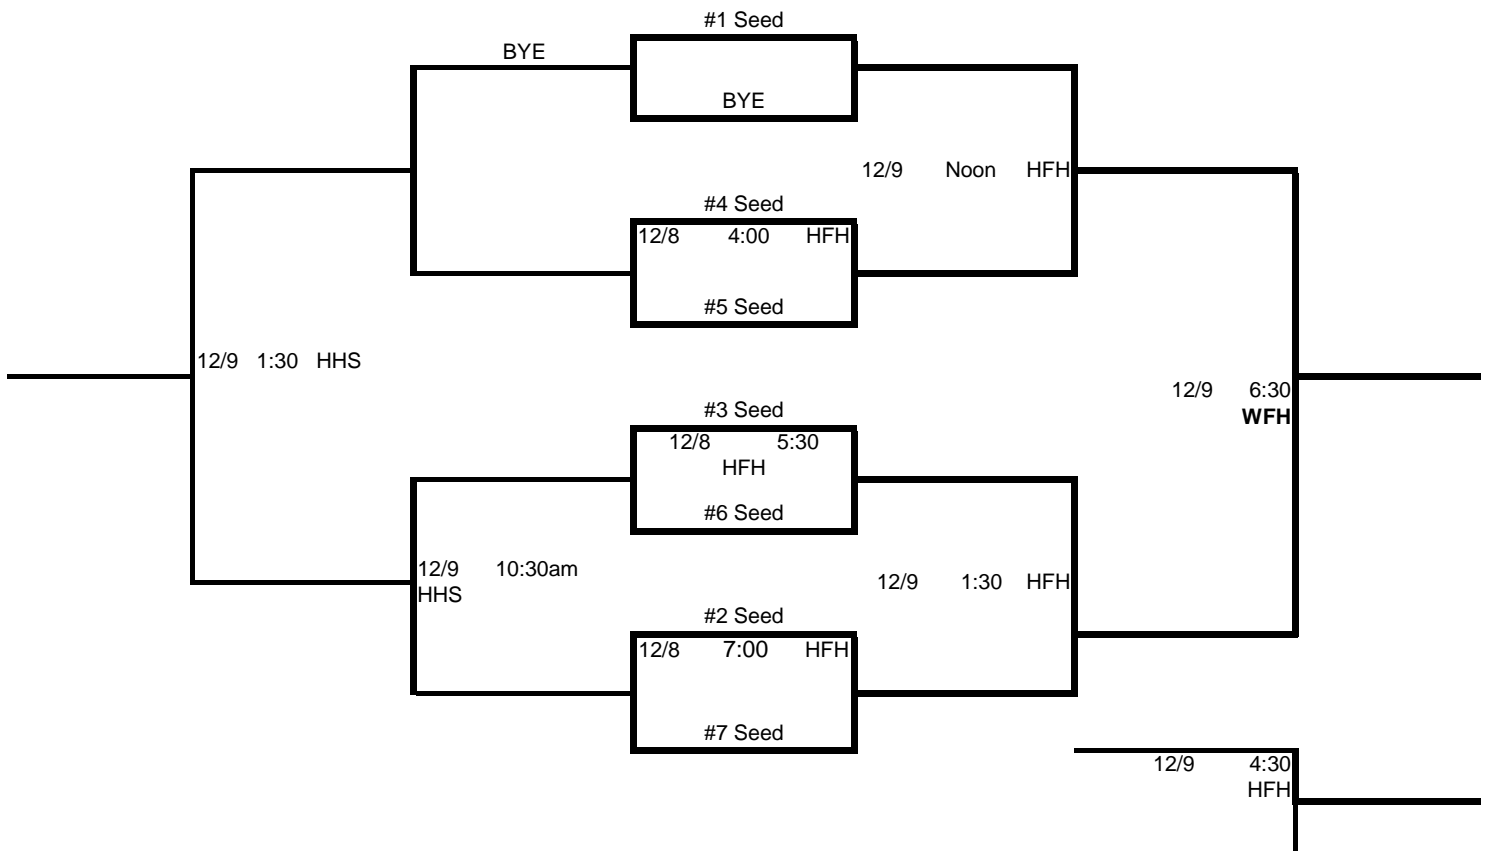 #1 Seed
BYE
BYE
12/9 Noon HFH
#4 Seed
12/8 4:00 HFH
#5 Seed
12/9 1:30 HHS
12/9 6:30
WFH
#3 Seed
12/8 5:30
HFH
#6 Seed
12/9 10:30am
HHS
12/9 1:30 HFH
#2 Seed
12/8 7:00 HFH
#7 Seed
12/9 4:30
HFH